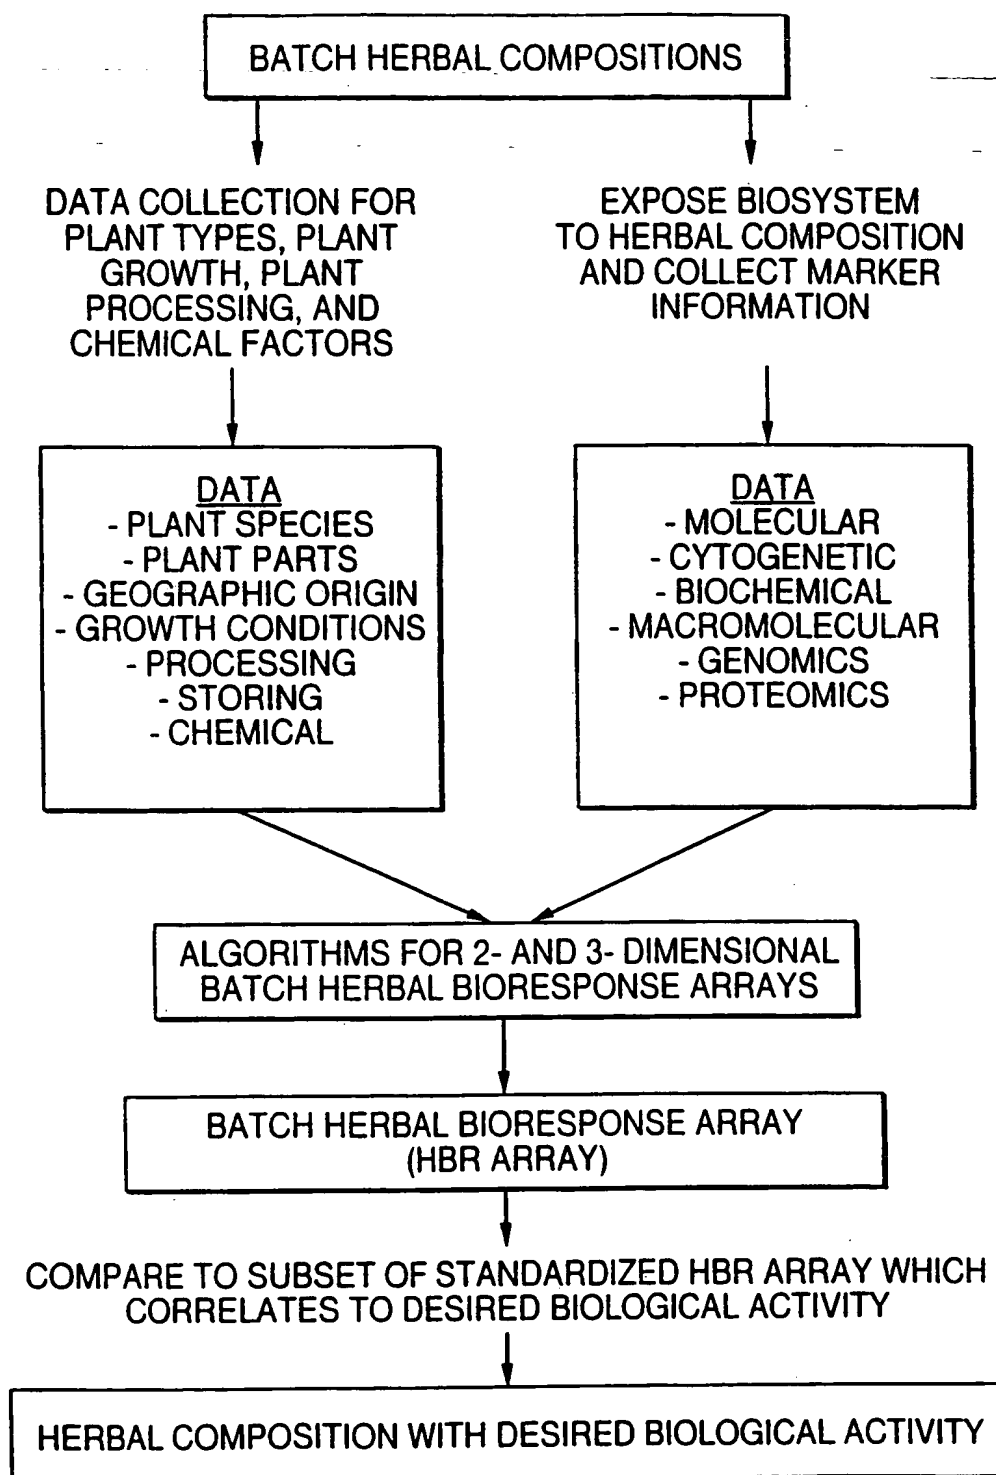 BATCH HERBAL COMPOSITIONS
DATA COLLECTION FOR
PLANT TYPES, PLANT
GROWTH, PLANT
PROCESSING, AND
CHEMICAL FACTORS
EXPOSE BIOSYSTEM
TO HERBAL COMPOSITION
AND COLLECT MARKER
INFORMATION
DATA
- PLANT SPECIES
- PLANT PARTS
- GEOGRAPHIC ORIGIN
- GROWTH CONDITIONS
- PROCESSING
- STORING
- CHEMICAL
DATA
- MOLECULAR
- CYTOGENETIC
- BIOCHEMICAL
- MACROMOLECULAR
- GENOMICS
- PROTEOMICS
ALGORITHMS FOR 2- AND 3- DIMENSIONAL
BATCH HERBAL BIORESPONSE ARRAYS
BATCH HERBAL BIORESPONSE ARRAY
(HBR ARRAY)
COMPARE TO SUBSET OF STANDARDIZED HBR ARRAY WHICH
CORRELATES TO DESIRED BIOLOGICAL ACTIVITY
HERBAL COMPOSITION WITH DESIRED BIOLOGICAL ACTIVITY